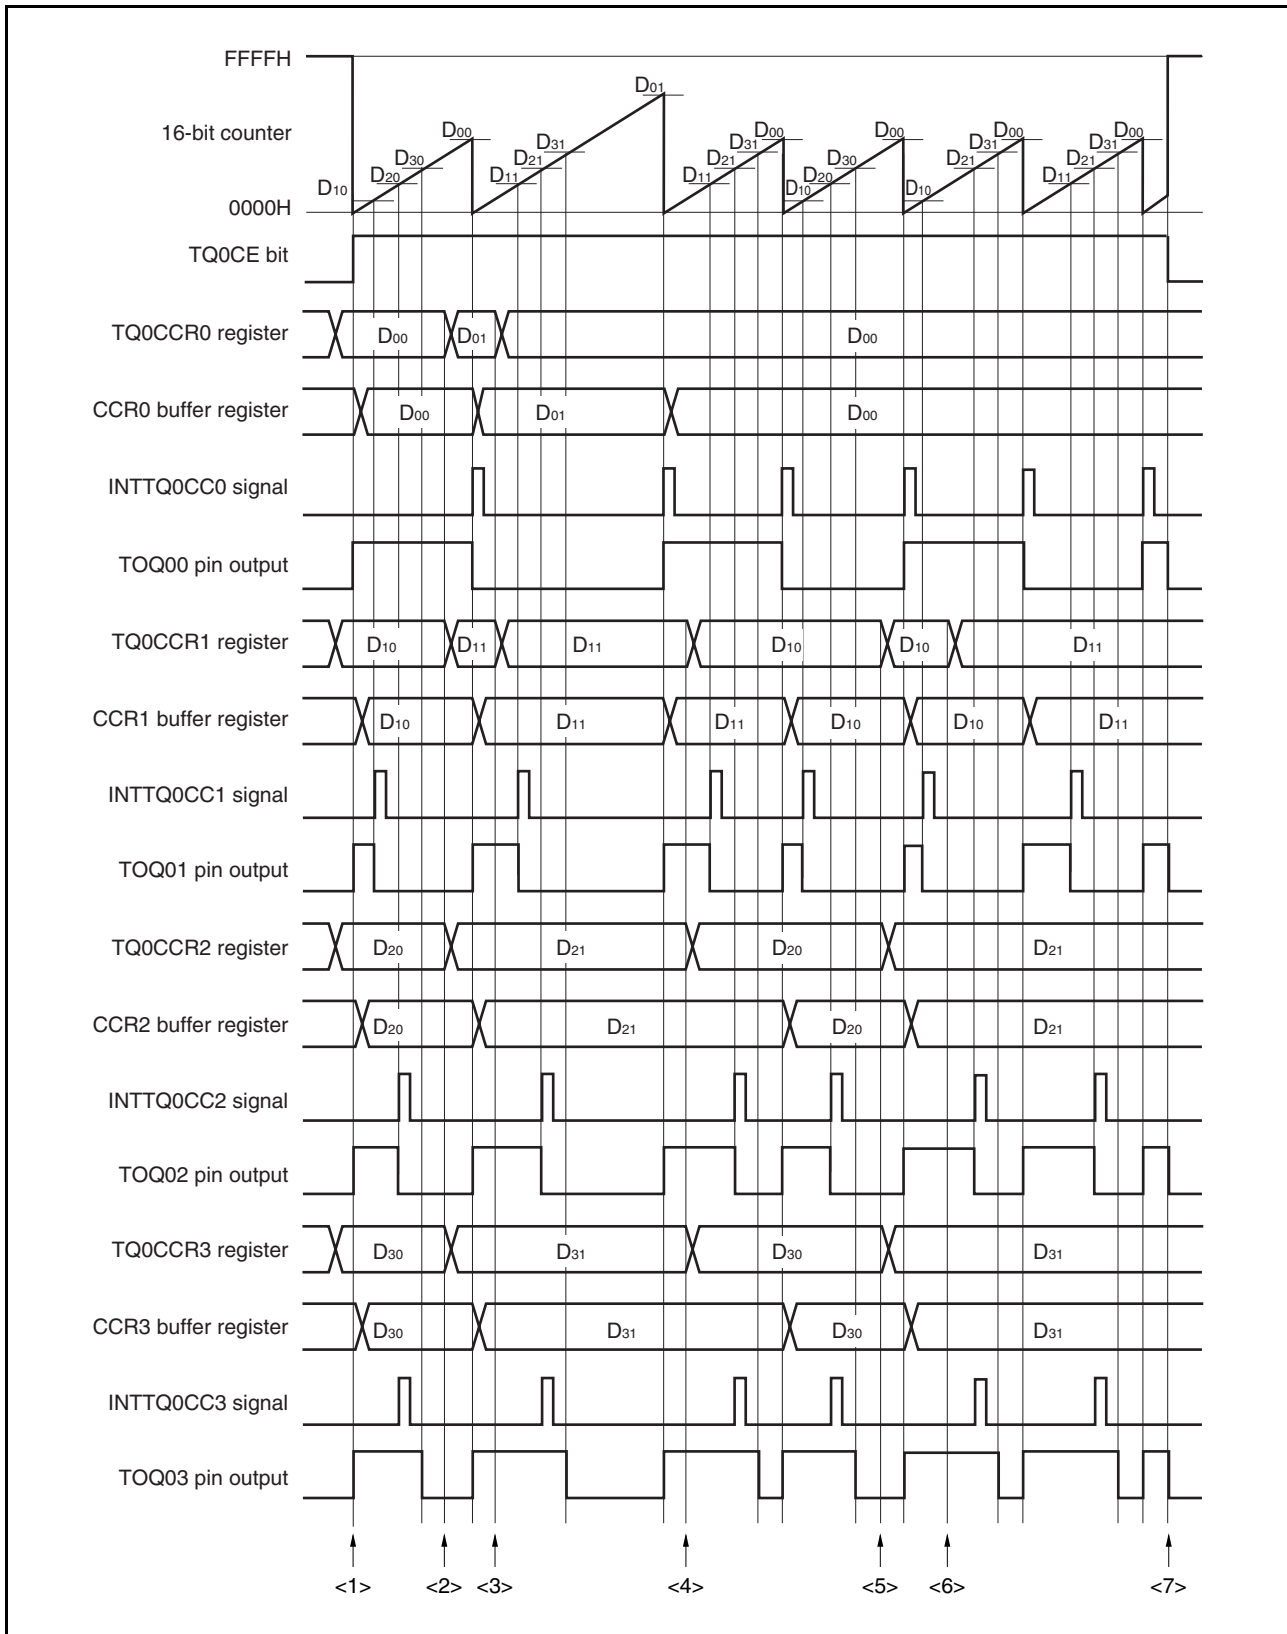 FFFFH
D01
16-bit counter
D00 D00 D00 D00 D00
D30 D31 D31 D30 D31 D31
D20 D21 D21 D20 D21 D21
D10 D11 D11 D10 D10 D11
0000H
TQ0CE bit
TQ0CCR0 register D00 D01 D00
CCR0 buffer register D00 D01 D00
INTTQ0CC0 signal
TOQ00 pin output
TQ0CCR1 register D10 D11 D11 D10 D10 D11
CCR1 buffer register D10 D11 D11 D10 D10 D11
INTTQ0CC1 signal
TOQ01 pin output
TQ0CCR2 register D20 D21 D20 D21
CCR2 buffer register D20 D21 D20 D21
INTTQ0CC2 signal
TOQ02 pin output
TQ0CCR3 register D30 D31 D30 D31
CCR3 buffer register D30 D31 D30 D31
INTTQ0CC3 signal
TOQ03 pin output
<1> <2> <3> <4> <5> <6> <7>